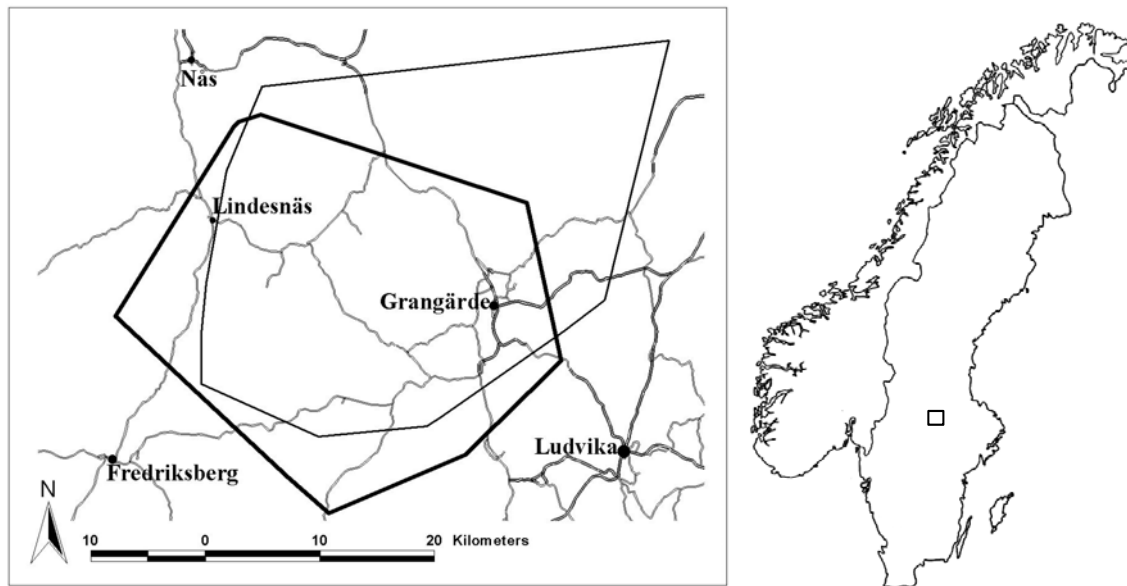 Nås
Lindesnäs
Grangärde
Ludvika
Fredriksberg
N
10 0 10 20 Kilometers